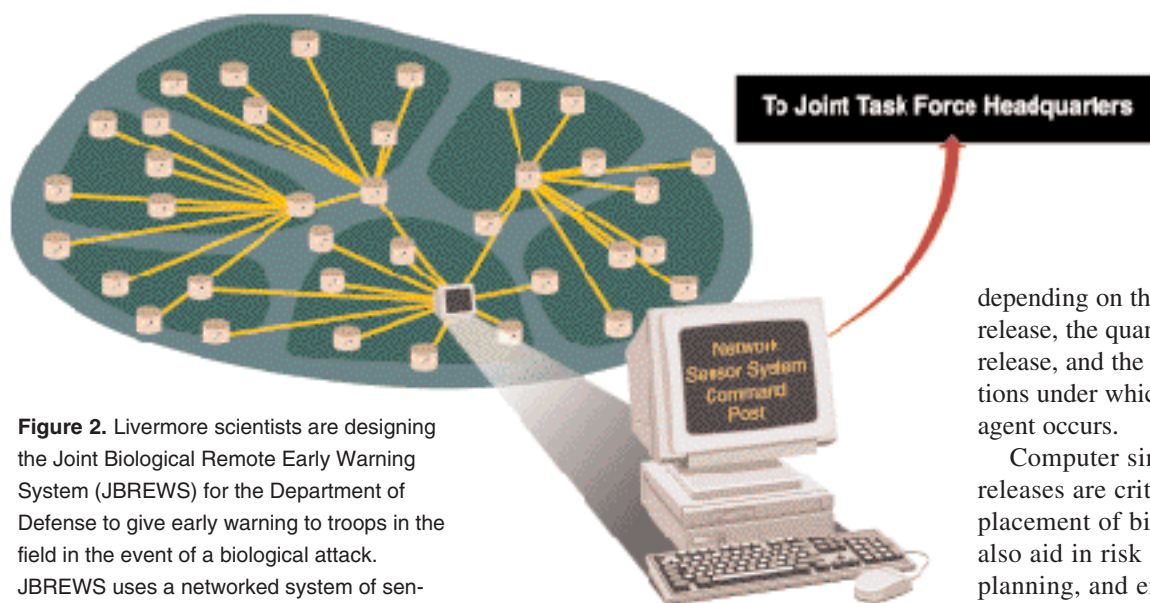 To Joint Task Force Headquarters
Network
Sensor System
Command
Post
Figure 2. Livermore scientists are designing
the Joint Biological Remote Early Warning
System (JBREWS) for the Department of
Defense to give early warning to troops in the
field in the event of a biological attack.
JBREWS uses a networked system of sen-
depending on th
release, the quan
release, and the
tions under which
agent occurs.
Computer sim
releases are crit
placement of bi
also aid in risk
planning, and en